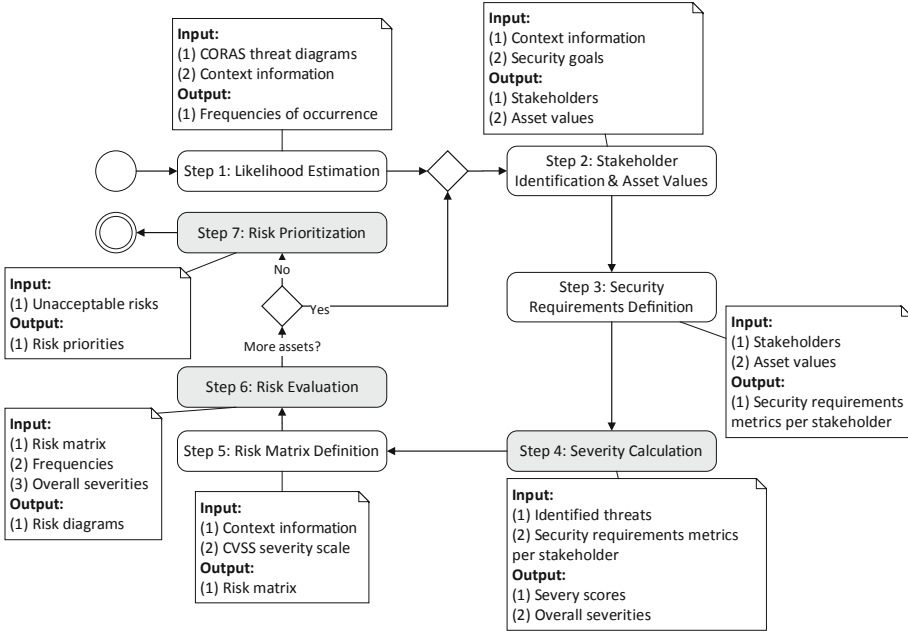 Input:
(1) CORAS threat diagrams
(2) Context information
Output:
(1) Frequencies of occurrence
Input:
(1) Context information
(2) Security goals
Output:
(1) Stakeholders
(2) Asset values
Step 1: Likelihood Estimation
Step 2: Stakeholder
Identification & Asset Values
Step 7: Risk Prioritization
No
Yes
More assets?
Input:
(1) Unacceptable risks
Output:
(1) Risk priorities
Step 3: Security
Requirements Definition
Input:
(1) Stakeholders
(2) Asset values
Output:
(1) Security requirements
metrics per stakeholder
Step 6: Risk Evaluation
Input:
(1) Risk matrix
(2) Frequencies
(3) Overall severities
Output:
(1) Risk diagrams
Step 5: Risk Matrix Definition
Step 4: Severity Calculation
Input:
(1) Context information
(2) CVSS severity scale
Output:
(1) Risk matrix
Input:
(1) Identified threats
(2) Security requirements metrics
per stakeholder
Output:
(1) Severy scores
(2) Overall severities